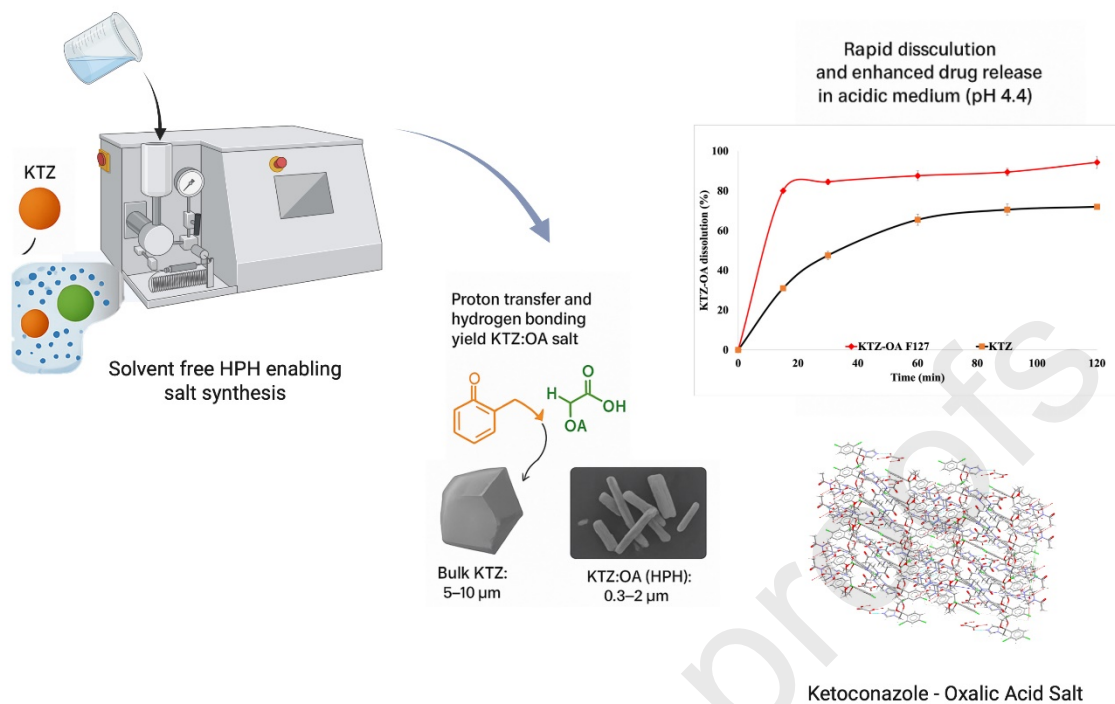 KTZ
Solvent free HPH enabling
salt synthesis
Proton transfer and
hydrogen bonding
yield KTZ:OA salt
O
H
O
OH
OA
Bulk KTZ:
5–10 µm
KTZ:OA (HPH):
0.3–2 µm
Rapid dissculution
and enhanced drug release
in acidic medium (pH 4.4)
KTZ-OA dissolution (%)
100
80
60
40
20
0
KTZ-OA F127
KTZ
0 20 40 60 80 100 120
Time (min)
Ketoconazole - Oxalic Acid Salt
proofs